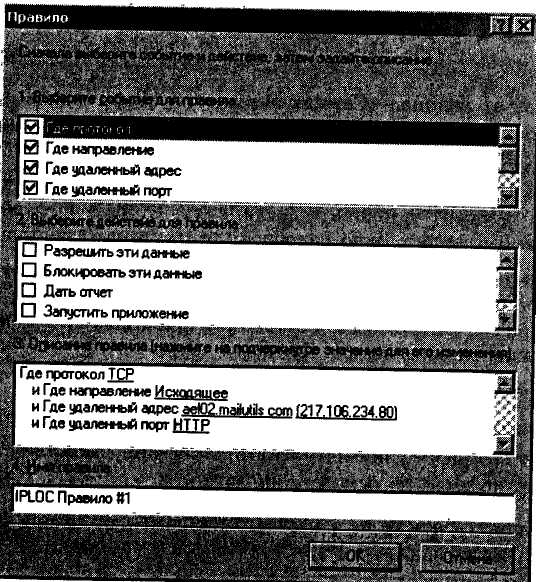 Правило
Сначала выберите событие и действие, затем задайте описание
1. Выберите событие для правила
Где протокол
Где направление
Где удаленный адрес
Где удаленный порт
2. Выберите действие для правила
Разрешить эти данные
Блокировать эти данные
Дать отчет
Запустить приложение
3. Описание правила (нажмите на подчеркнутое значение для его изменения)
Где протокол TCP
и Где направление Исходящее
и Где удаленный адрес ael02.mailutils.com (217.106.234.80)
и Где удаленный порт HTTP
4. Имя правила
IPLOC Правило #1
OK